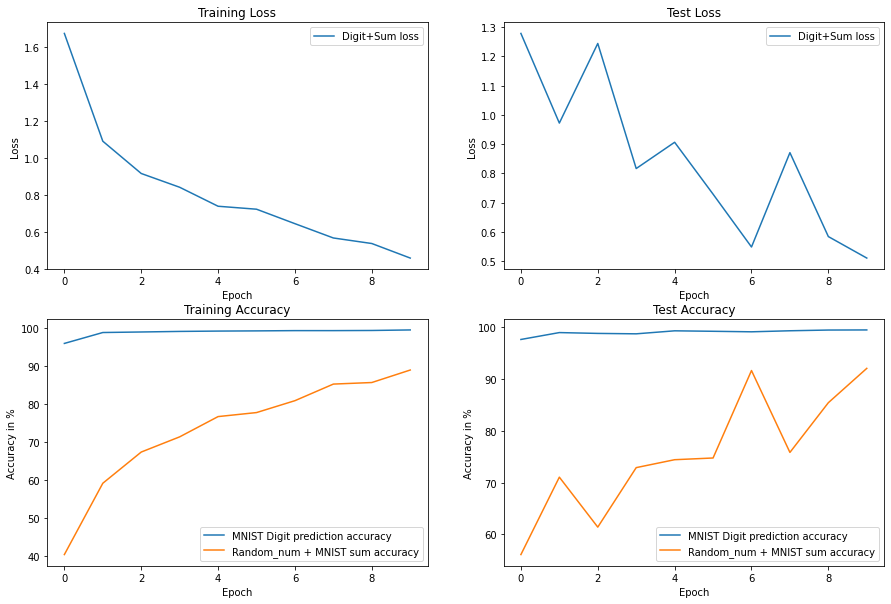 Training Loss
Loss
1.6
1.4
1.2
1.0
0.8
0.6
0.4
Digit+Sum loss
0 2 4 6 8
Epoch
Test Loss
Loss
1.3
1.2
1.1
1.0
0.9
0.8
0.7
0.6
0.5
Digit+Sum loss
0 2 4 6 8
Epoch
Training Accuracy
Accuracy in %
100
90
80
70
60
50
40
MNIST Digit prediction accuracy
Random_num + MNIST sum accuracy
0 2 4 6 8
Epoch
Test Accuracy
Accuracy in %
100
90
80
70
60
MNIST Digit prediction accuracy
Random_num + MNIST sum accuracy
0 2 4 6 8
Epoch